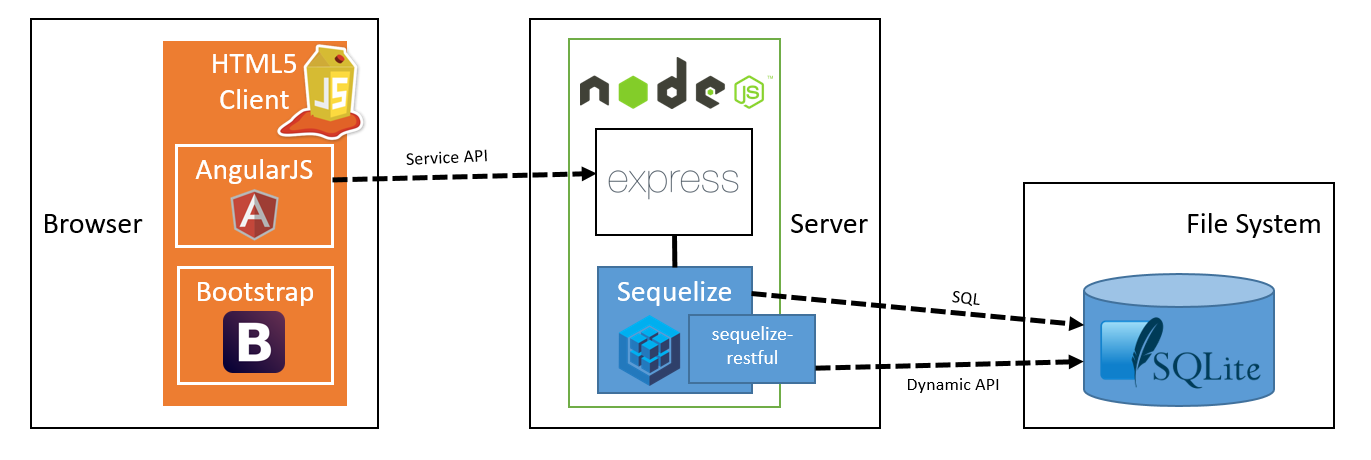 Browser
HTML5
Client
JS
AngularJS
A
Bootstrap
B
Service API
node
JS
™
express
Server
Sequelize
sequelize-
restful
SQL
Dynamic API
File System
SQLite